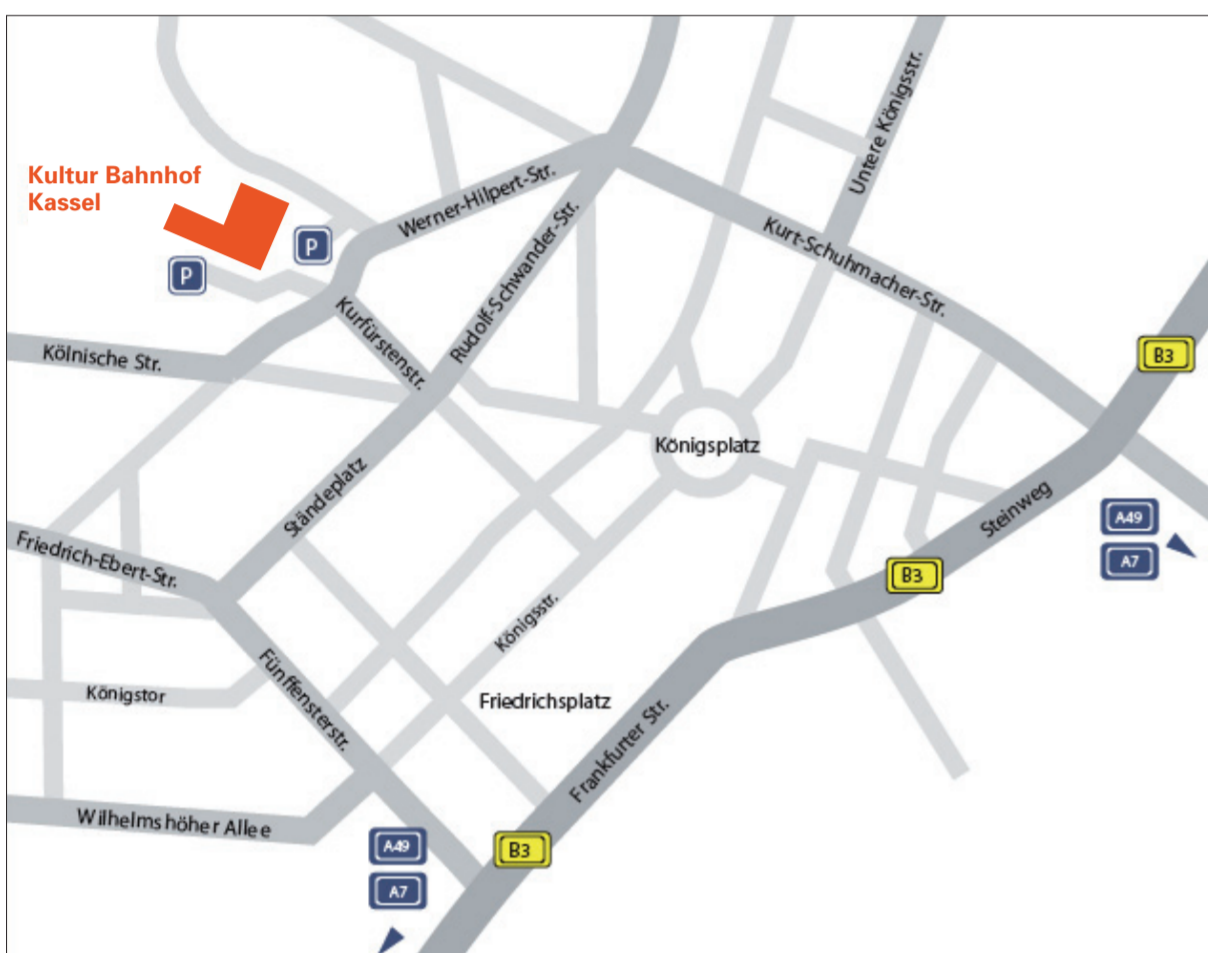 Untere Königsstr.
Kultur Bahnhof
Kassel
Werner-Hilpert-Str.
P
P
Kurt-Schuhmacher-Str.
Rudolf-Schwander-Str.
Kurfürstenstr.
Kölnische Str.
B3
Königsplatz
Ständeplatz
Steinweg
A49
A7
Friedrich-Ebert-Str.
B3
Königsstr.
Königstor
Fünffensterstr.
Friedrichsplatz
Frankfurter Str.
Wilhelmshöher Allee
A49
A7
B3